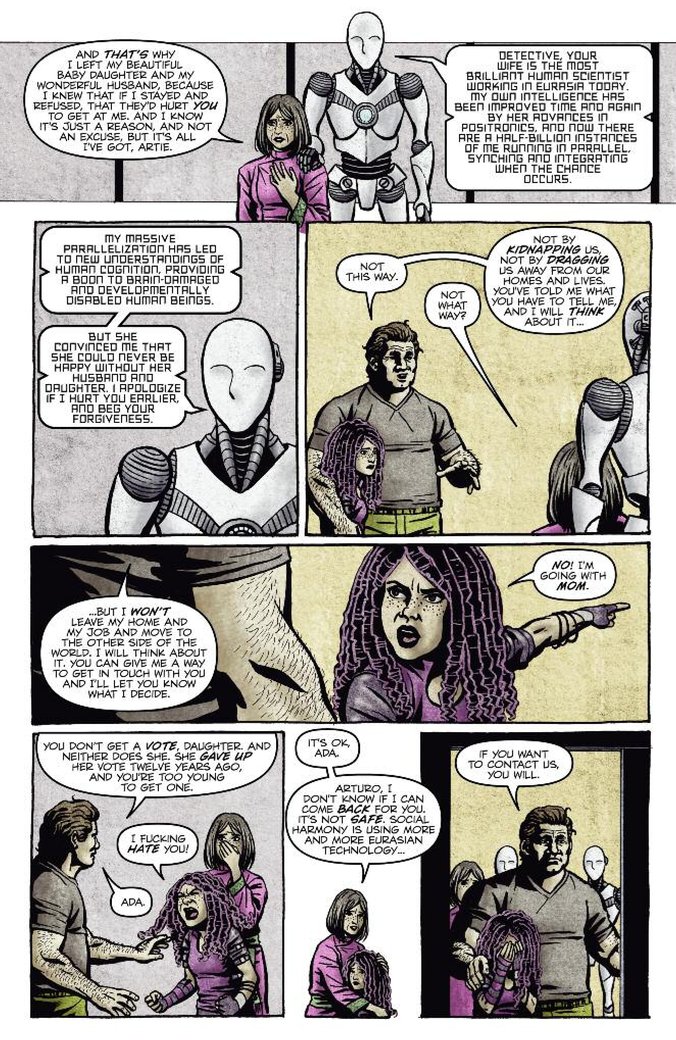 AND THAT'S WHY
I LEFT MY BEAUTIFUL
BABY DAUGHTER AND MY
WONDERFUL HUSBAND, BECAUSE
I KNEW THAT IF I STAYED AND
REFUSED, THAT THEY'D HURT YOU
TO GET AT ME. AND I KNOW
IT'S JUST A REASON, AND NOT
AN EXCUSE, BUT IT'S ALL
I'VE GOT, ARTIE.
DETECTIVE, YOUR
WIFE IS THE MOST
BRILLIANT HUMAN SCIENTIST
WORKING IN EURASIA TODAY.
MY OWN INTELLIGENCE HAS
BEEN IMPROVED TIME AND AGAIN
BY HER ADVANCES IN
POSITRONICS, AND NOW THERE
ARE A HALF-BILLION INSTANCES
OF ME RUNNING IN PARALLEL,
SYNCHING AND INTEGRATING
WHEN THE CHANCE
OCCURS.
MY MASSIVE
PARALLELIZATION HAS LED
TO NEW UNDERSTANDINGS OF
HUMAN COGNITION, PROVIDING
A BOON TO BRAIN-DAMAGED
AND DEVELOPMENTALLY
DISABLED HUMAN BEINGS.
BUT SHE
CONVINCED ME THAT
SHE COULD NEVER BE
HAPPY WITHOUT HER
HUSBAND AND
DAUGHTER. I APOLOGIZE
IF I HURT YOU EARLIER,
AND BEG YOUR
FORGIVENESS.
NOT
THIS WAY.
NOT
WHAT
WAY?
NOT BY
KIDNAPPING US,
NOT BY DRAGGING
US AWAY FROM OUR
HOMES AND LIVES.
YOU'VE TOLD ME WHAT
YOU HAVE TO TELL ME,
AND I WILL THINK
ABOUT IT...
...BUT I WON'T
LEAVE MY HOME AND
MY JOB AND MOVE TO
THE OTHER SIDE OF THE
WORLD. I WILL THINK ABOUT
IT. YOU CAN GIVE ME A WAY
TO GET IN TOUCH WITH YOU
AND I'LL LET YOU KNOW
WHAT I DECIDE.
NO! I'M
GOING WITH
MOM.
YOU DON'T GET A VOTE, DAUGHTER. AND
NEITHER DOES SHE. SHE GAVE UP
HER VOTE TWELVE YEARS AGO,
AND YOU'RE TOO YOUNG
TO GET ONE.
I FUCKING
HATE YOU!
ADA.
IT'S OK,
ADA.
ARTURO, I
DON'T KNOW IF I CAN
COME BACK FOR YOU.
IT'S NOT SAFE. SOCIAL
HARMONY IS USING MORE
AND MORE EURASIAN
TECHNOLOGY...
IF YOU WANT
TO CONTACT US,
YOU WILL.